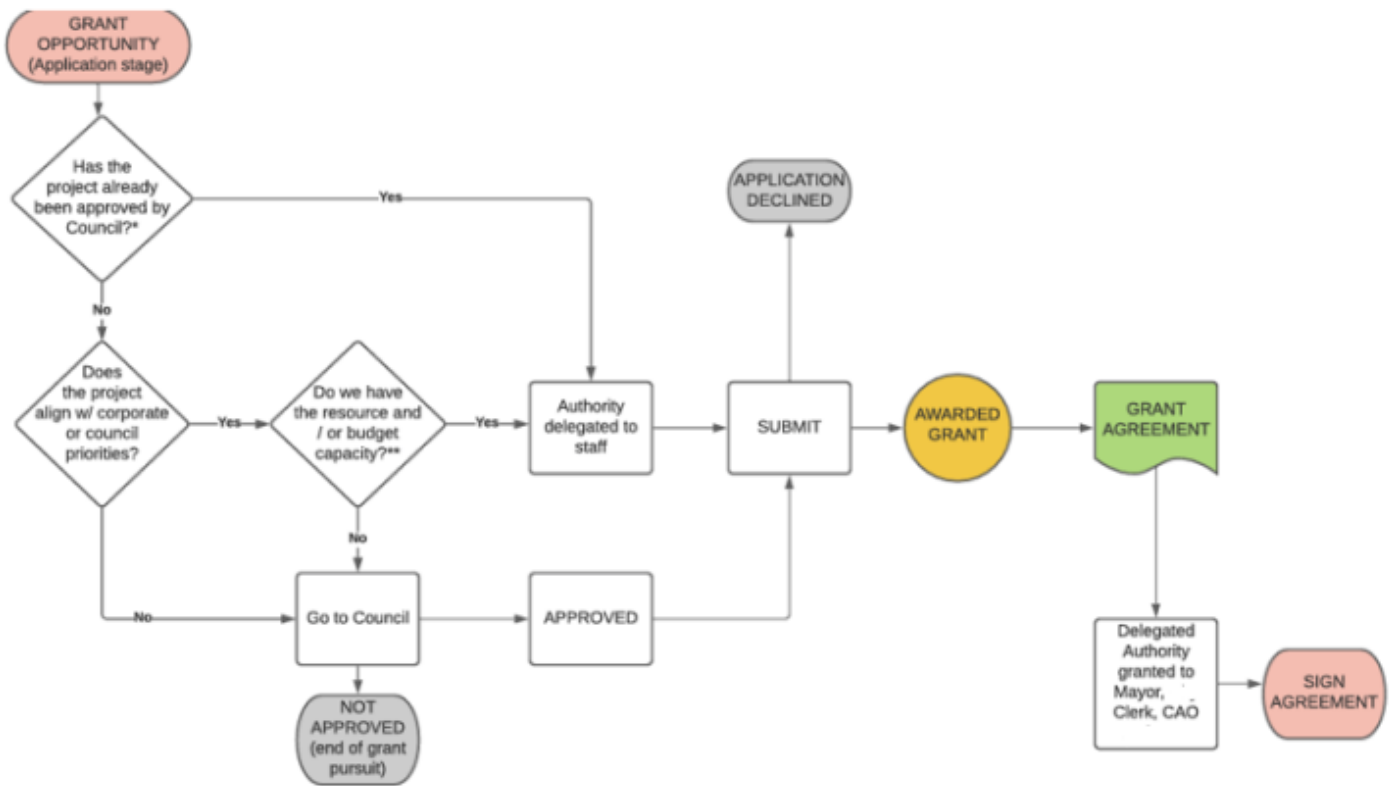 GRANT
OPPORTUNITY
(Application stage)
Has the
project already
been approved by
Council?*
Yes
No
APPLICATION
DECLINED
Does
the project
align w/ corporate
or council
priorities?
Yes
Do we have
the resource and
/ or budget
capacity?**
Yes
Authority
delegated to
staff
SUBMIT
AWARDED
GRANT
GRANT
AGREEMENT
No
No
Go to Council
APPROVED
NOT
APPROVED
(end of grant
pursuit)
Delegated
Authority
granted to
Mayor,
Clerk, CAO
SIGN
AGREEMENT